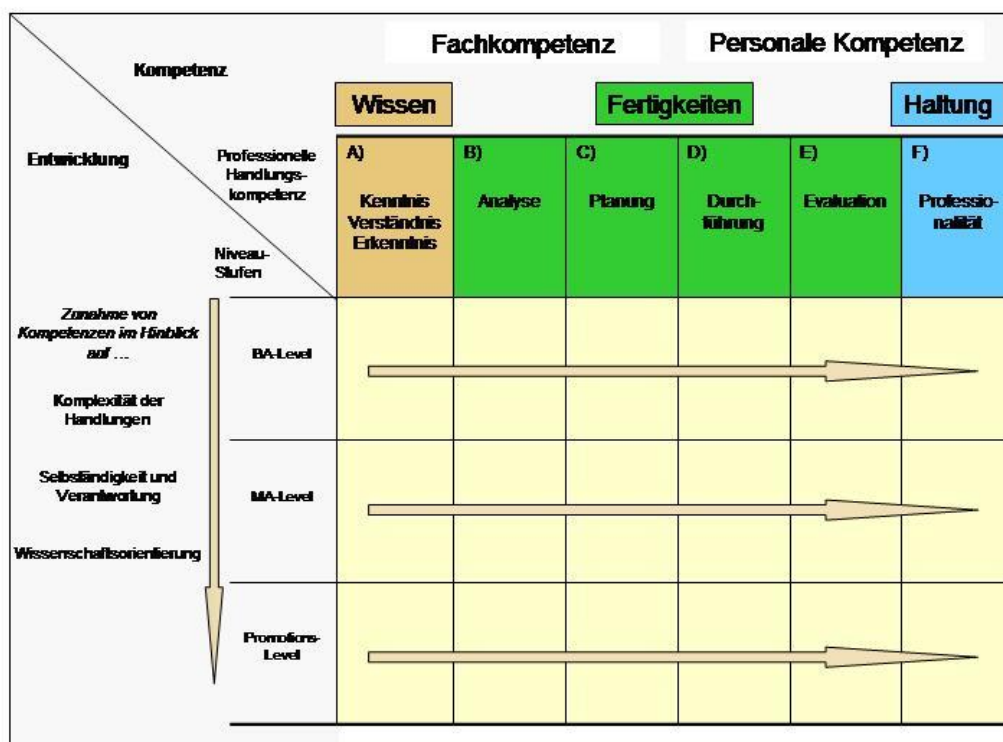 Fachkompetenz
Personale Kompetenz
Kompetenz
Wissen
Fertigkeiten
Haltung
Entwicklung
Professionelle
Handlungs-
kompetenz
A)
Kenntnis
Verständnis
Erkenntnis
B)
Analyse
C)
Planung
D)
Durch-
führung
E)
Evaluation
F)
Professio-
nalität
Niveau-
Stufen
Zunahme von
Kompetenzen im Hinblick
auf ...
Komplexität der
Handlungen
Selbständigkeit und
Verantwortung
Wissenschaftsorientierung
BA-Level
MA-Level
Promotions-
Level